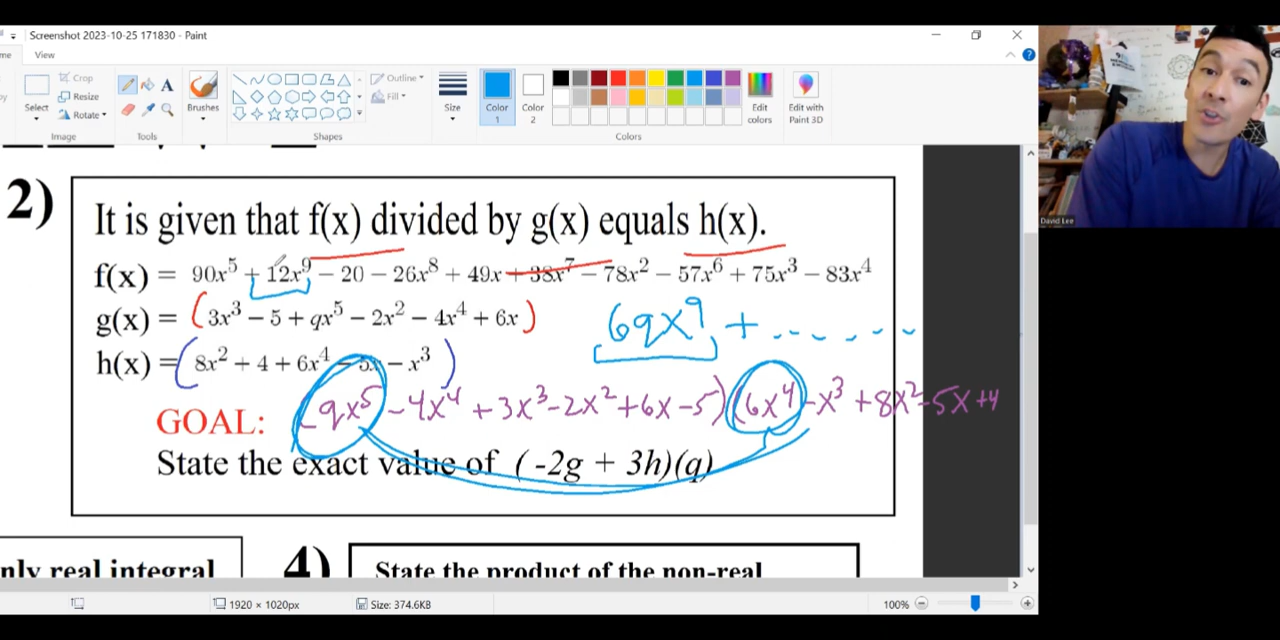 Screenshot 2023-10-25 171830 - Paint
me View
Select
Crop
Resize
Rotate
Image
A
Tools
Brushes
Outline
Fill
Shapes
Size
Color 1
Color 2
Edit colors
Colors
Edit with Paint 3D
David Lee
2)
It is given that f(x) divided by g(x) equals h(x).
f(x) = 90x⁵ + 12x⁹ − 20 − 26x⁸ + 49x + 38x⁷ − 78x² − 57x⁶ + 75x³ − 83x⁴
g(x) = (3x³ − 5 + qx⁵ − 2x² − 4x⁴ + 6x)
6qx⁹ + ...... 
h(x) = (8x² + 4 + 6x⁴ − 5x − x³)
(qx⁵ -4x⁴ +3x³-2x²+6x-5)(6x⁴-x³+8x²-5x+4
GOAL:
State the exact value of (-2g + 3h)(q)
nly real integral
4)
State the product of the non-real
1920 × 1020px
Size: 374.6KB
100%